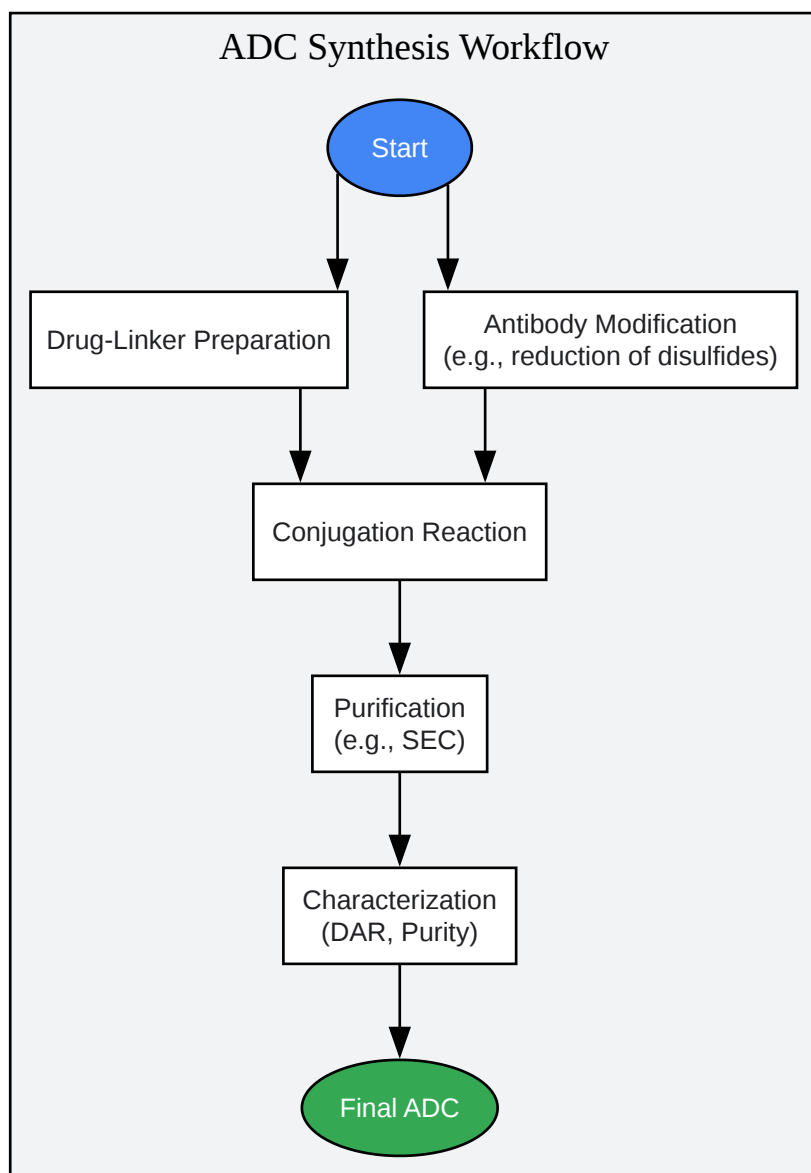 ADC Synthesis Workflow
Start
Drug-Linker Preparation
Antibody Modification
(e.g., reduction of disulfides)
Conjugation Reaction
Purification
(e.g., SEC)
Characterization
(DAR, Purity)
Final ADC